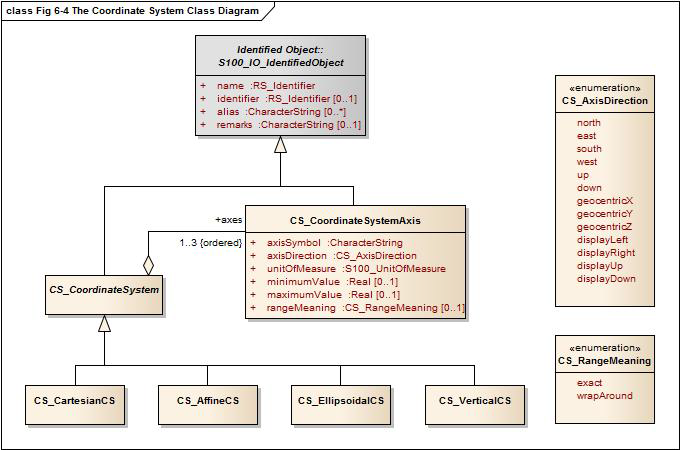 class Fig 6-4 The Coordinate System Class Diagram
Identified Object::
S100_IO_IdentifiedObject
+ name :RS_Identifier
+ identifier :RS_Identifier [0..1]
+ alias :CharacterString [0..*]
+ remarks :CharacterString [0..1]
«enumeration»
CS_AxisDirection
north
east
south
west
up
down
geocentricX
geocentricY
geocentricZ
displayLeft
displayRight
displayUp
displayDown
+axes
1..3 {ordered}
CS_CoordinateSystemAxis
+ axisSymbol :CharacterString
+ axisDirection :CS_AxisDirection
+ unitOfMeasure :S100_UnitOfMeasure
+ minimumValue :Real [0..1]
+ maximumValue :Real [0..1]
+ rangeMeaning :CS_RangeMeaning [0..1]
CS_CoordinateSystem
«enumeration»
CS_RangeMeaning
exact
wrapAround
CS_CartesianCS
CS_AffineCS
CS_EllipsoidalCS
CS_VerticalCS